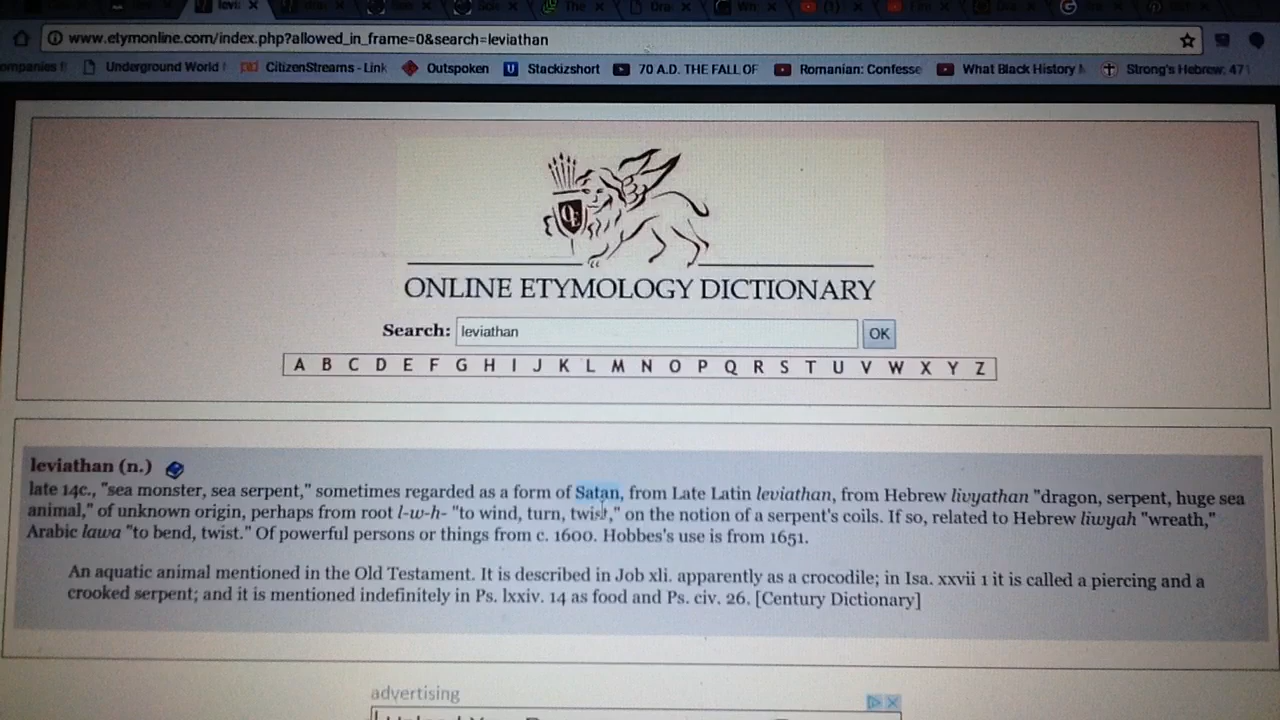 levi
The
Dra
(1)
www.etymonline.com/index.php?allowed_in_frame=0&search=leviathan
ompanies Underground World CitizenStreams - Link Outspoken U Stackizshort 70 A.D. THE FALL OF Romanian: Confesse What Black History Strong's Hebrew: 47
OE
ONLINE ETYMOLOGY DICTIONARY
Search: leviathan OK
A B C D E F G H I J K L M N O P Q R S T U V W X Y Z
leviathan (n.)
late 14c., "sea monster, sea serpent," sometimes regarded as a form of Satan, from Late Latin leviathan, from Hebrew livyathan "dragon, serpent, huge sea
animal," of unknown origin, perhaps from root l-w-h- "to wind, turn, twist," on the notion of a serpent's coils. If so, related to Hebrew liwyah "wreath,"
Arabic lawa "to bend, twist." Of powerful persons or things from c. 1600. Hobbes's use is from 1651.
An aquatic animal mentioned in the Old Testament. It is described in Job xli. apparently as a crocodile; in Isa. xxvii 1 it is called a piercing and a
crooked serpent; and it is mentioned indefinitely in Ps. lxxiv. 14 as food and Ps. civ. 26. [Century Dictionary]
advertising